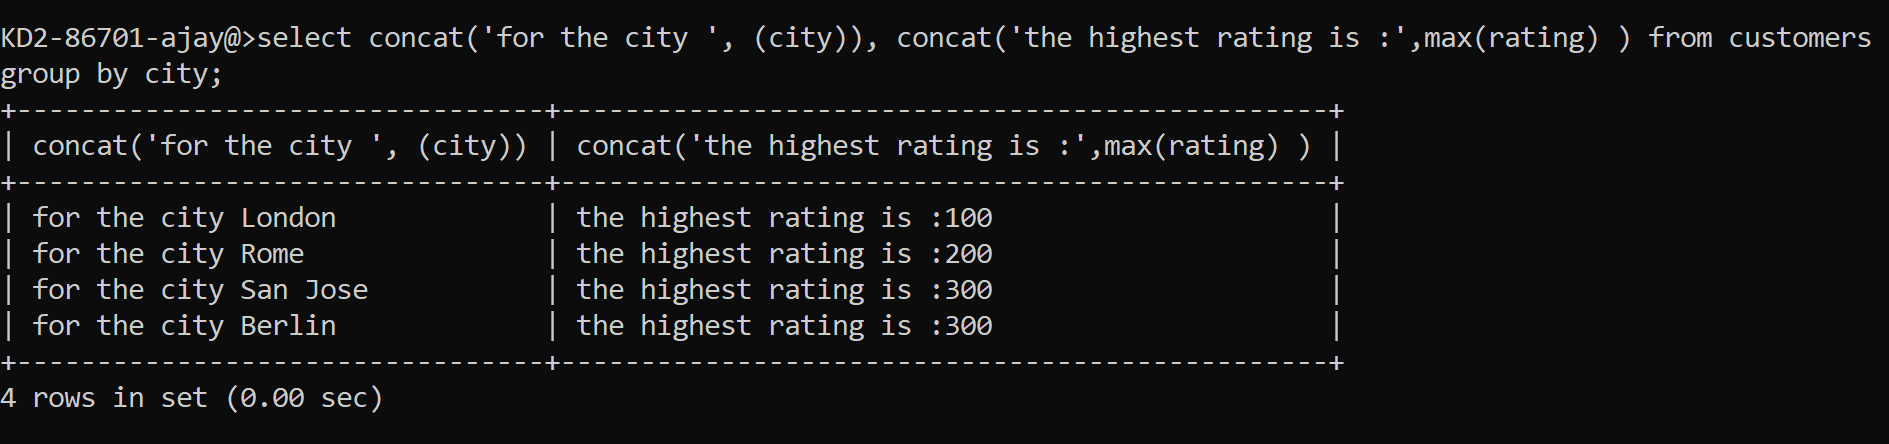 KD2-86701-ajay@>select concat('for the city ', (city)), concat('the highest rating is :',max(rating) ) from customers
group by city;
+---------------------------------+------------------------------------------------+
| concat('for the city ', (city)) | concat('the highest rating is :',max(rating) ) |
+---------------------------------+------------------------------------------------+
| for the city London             | the highest rating is :100                     |
| for the city Rome               | the highest rating is :200                     |
| for the city San Jose           | the highest rating is :300                     |
| for the city Berlin             | the highest rating is :300                     |
+---------------------------------+------------------------------------------------+
4 rows in set (0.00 sec)